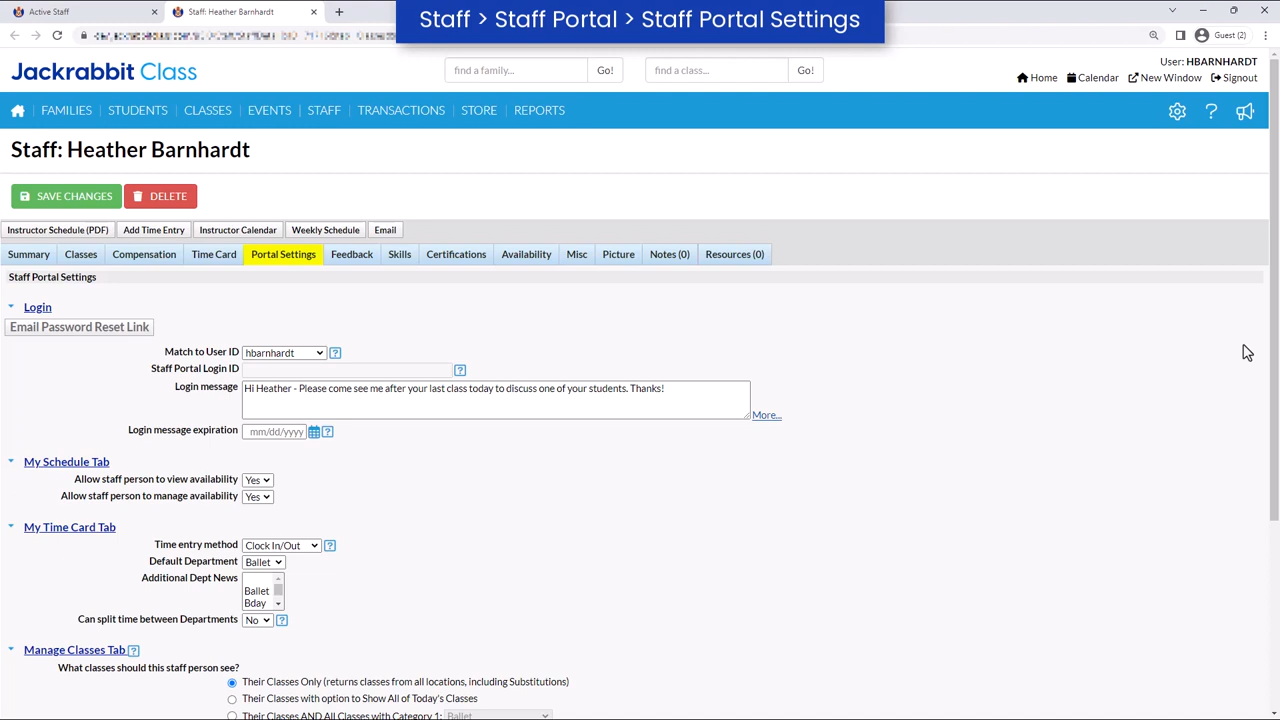 Active Staff
Staff: Heather Barnhardt
Staff > Staff Portal > Staff Portal Settings
Guest (2)
Jackrabbit Class
find a family...
Go!
find a class...
Go!
User: HBARNHARDT
Home
Calendar
New Window
Signout
FAMILIES
STUDENTS
CLASSES
EVENTS
STAFF
TRANSACTIONS
STORE
REPORTS
Staff: Heather Barnhardt
SAVE CHANGES
DELETE
Instructor Schedule (PDF)
Add Time Entry
Instructor Calendar
Weekly Schedule
Email
Summary
Classes
Compensation
Time Card
Portal Settings
Feedback
Skills
Certifications
Availability
Misc
Picture
Notes (0)
Resources (0)
Staff Portal Settings
Login
Email Password Reset Link
Match to User ID hbarnhardt
Staff Portal Login ID
Login message Hi Heather - Please come see me after your last class today to discuss one of your students. Thanks!
More...
Login message expiration mm/dd/yyyy
My Schedule Tab
Allow staff person to view availability Yes
Allow staff person to manage availability Yes
My Time Card Tab
Time entry method Clock In/Out
Default Department Ballet
Additional Dept News
Ballet
Bday
Can split time between Departments No
Manage Classes Tab
What classes should this staff person see?
Their Classes Only (returns classes from all locations, including Substitutions)
Their Classes with option to Show All of Today's Classes
Their Classes AND All Classes with Category 1: Ballet